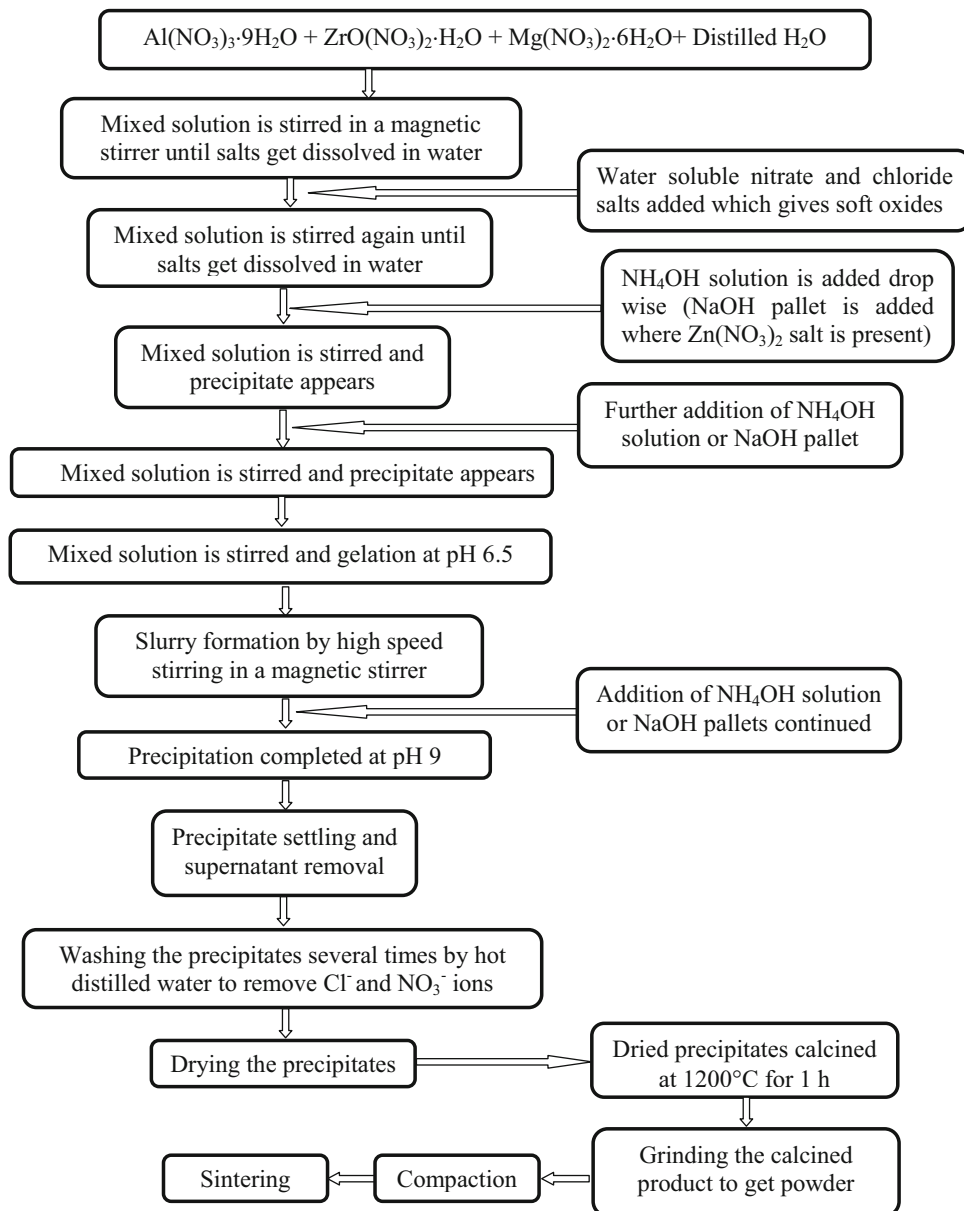 Al(NO₃)₃·9H₂O + ZrO(NO₃)₂·H₂O + Mg(NO₃)₂·6H₂O+ Distilled H₂O
Mixed solution is stirred in a magnetic
stirrer until salts get dissolved in water
Water soluble nitrate and chloride
salts added which gives soft oxides
Mixed solution is stirred again until
salts get dissolved in water
NH₄OH solution is added drop
wise (NaOH pallet is added
where Zn(NO₃)₂ salt is present)
Mixed solution is stirred and
precipitate appears
Further addition of NH₄OH
solution or NaOH pallet
Mixed solution is stirred and precipitate appears
Mixed solution is stirred and gelation at pH 6.5
Slurry formation by high speed
stirring in a magnetic stirrer
Addition of NH₄OH solution
or NaOH pallets continued
Precipitation completed at pH 9
Precipitate settling and
supernatant removal
Washing the precipitates several times by hot
distilled water to remove Cl⁻ and NO₃⁻ ions
Drying the precipitates
Dried precipitates calcined
at 1200°C for 1 h
Grinding the calcined
product to get powder
Compaction
Sintering